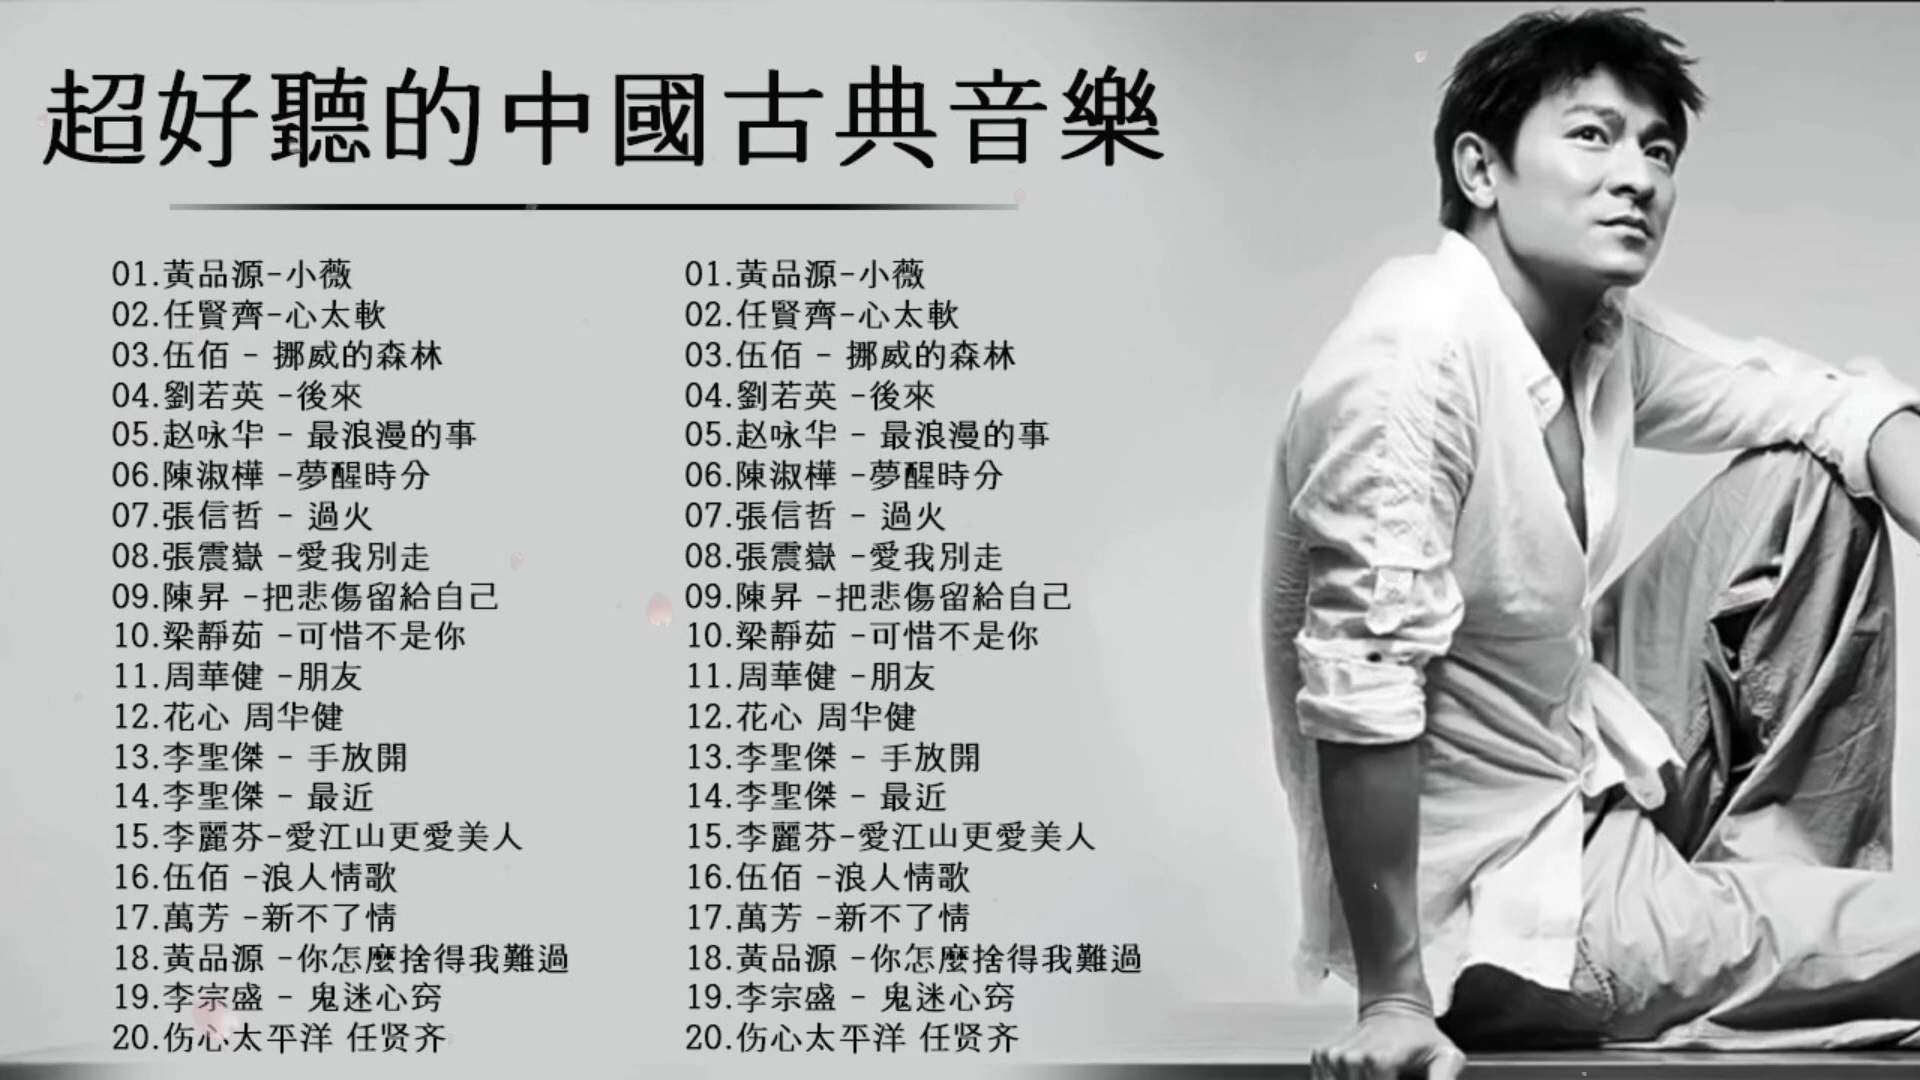 超好聽的中國古典音樂
01.黃品源-小薇
02.任賢齊-心太軟
03.伍佰 - 挪威的森林
04.劉若英 -後來
05.赵咏华 - 最浪漫的事
06.陳淑樺 -夢醒時分
07.張信哲 - 過火
08.張震嶽 -愛我別走
09.陳昇 -把悲傷留給自己
10.梁靜茹 -可惜不是你
11.周華健 -朋友
12.花心 周华健
13.李聖傑 - 手放開
14.李聖傑 - 最近
15.李麗芬-愛江山更愛美人
16.伍佰 -浪人情歌
17.萬芳 -新不了情
18.黃品源 -你怎麼捨得我難過
19.李宗盛 - 鬼迷心窍
20.伤心太平洋 任贤齐
01.黃品源-小薇
02.任賢齊-心太軟
03.伍佰 - 挪威的森林
04.劉若英 -後來
05.赵咏华 - 最浪漫的事
06.陳淑樺 -夢醒時分
07.張信哲 - 過火
08.張震嶽 -愛我別走
09.陳昇 -把悲傷留給自己
10.梁靜茹 -可惜不是你
11.周華健 -朋友
12.花心 周华健
13.李聖傑 - 手放開
14.李聖傑 - 最近
15.李麗芬-愛江山更愛美人
16.伍佰 -浪人情歌
17.萬芳 -新不了情
18.黃品源 -你怎麼捨得我難過
19.李宗盛 - 鬼迷心窍
20.伤心太平洋 任贤齐